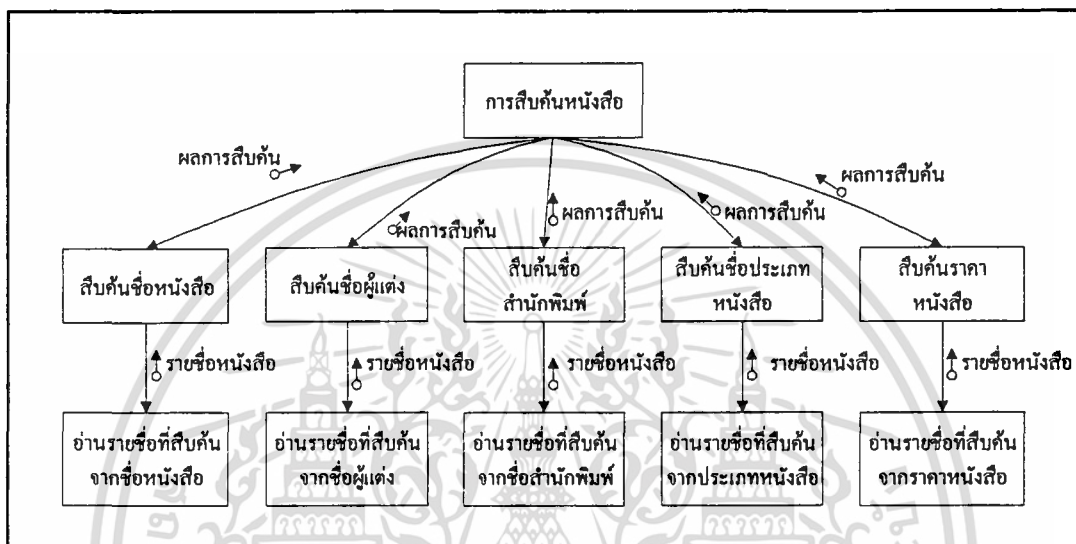 การสืบค้นหนังสือ
ผลการสืบค้น
ผลการสืบค้น
ผลการสืบค้น
ผลการสืบค้น
ผลการสืบค้น
สืบค้นชื่อหนังสือ
สืบค้นชื่อผู้แต่ง
สืบค้นชื่อ
สำนักพิมพ์
สืบค้นชื่อประเภท
หนังสือ
สืบค้นราคา
หนังสือ
รายชื่อหนังสือ
รายชื่อหนังสือ
รายชื่อหนังสือ
รายชื่อหนังสือ
รายชื่อหนังสือ
อ่านรายชื่อที่สืบค้น
จากชื่อหนังสือ
อ่านรายชื่อที่สืบค้น
จากชื่อผู้แต่ง
อ่านรายชื่อที่สืบค้น
จากชื่อสำนักพิมพ์
อ่านรายชื่อที่สืบค้น
จากประเภทหนังสือ
อ่านรายชื่อที่สืบค้น
จากราคาหนังสือ